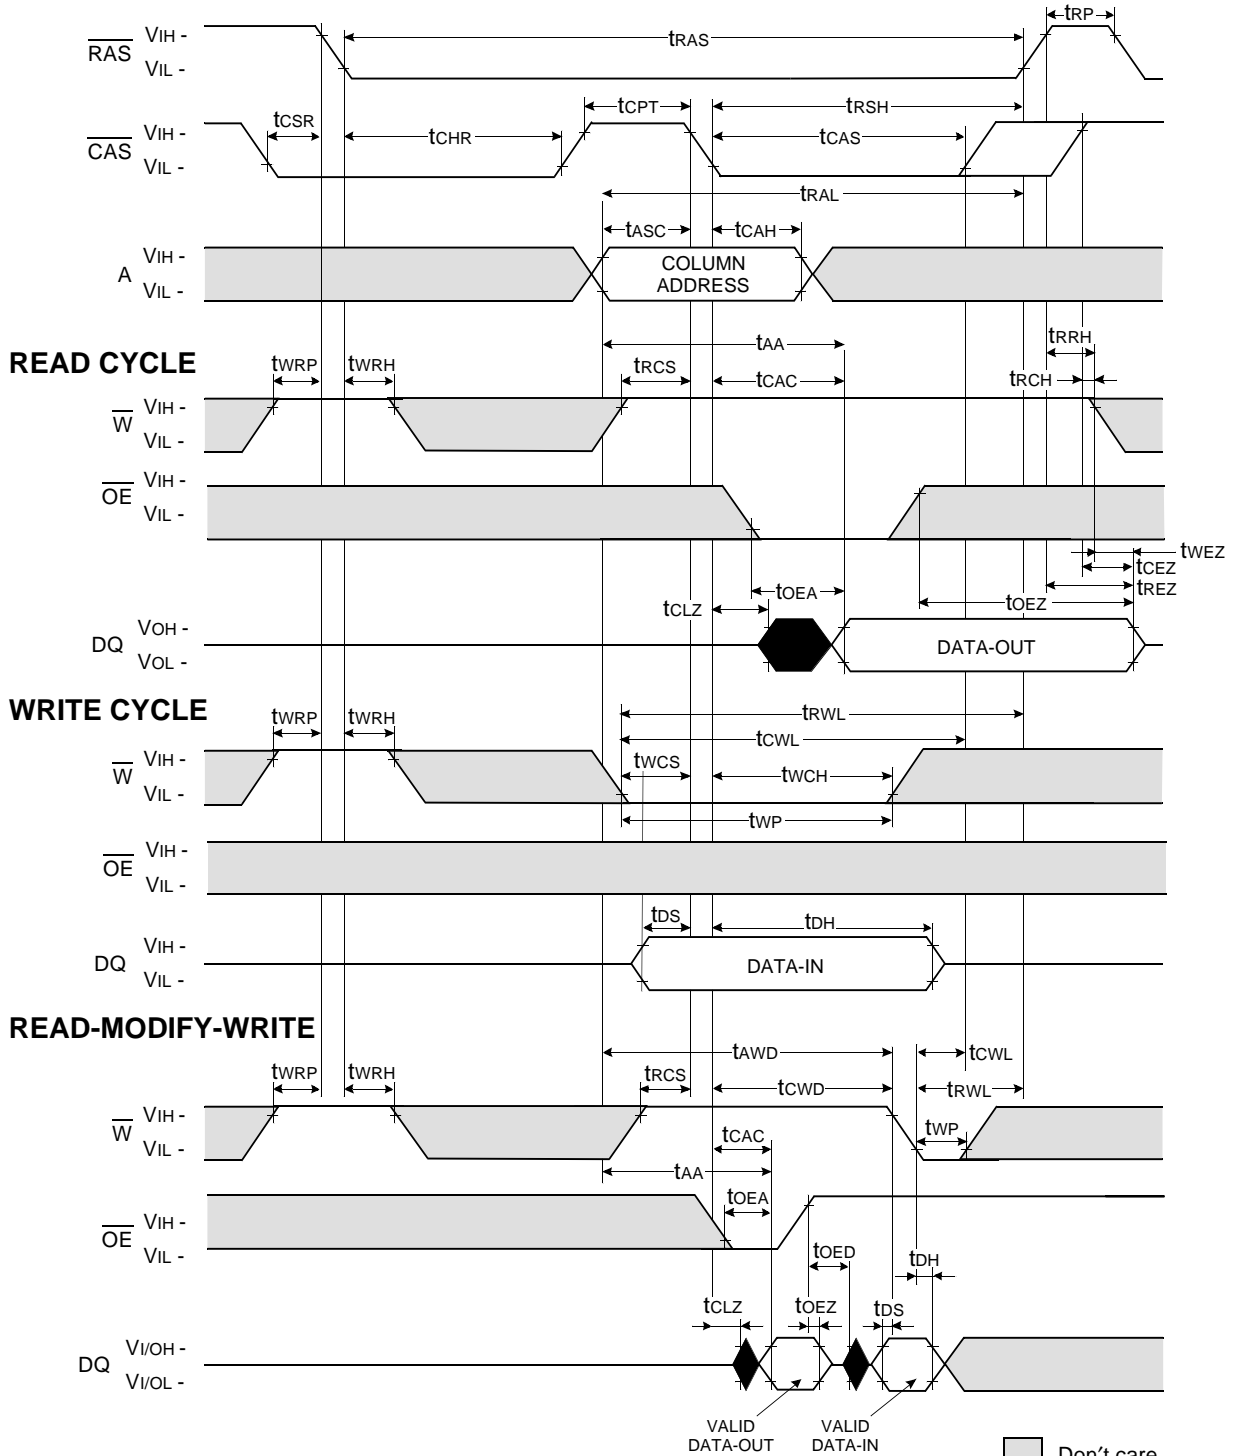 tRP
RAS
VIH -
VIL -
tRAS
tCPT
tRSH
tCSR
tCHR
tCAS
CAS
VIH -
VIL -
tRAL
tASC
tCAH
A
VIH -
VIL -
COLUMN
ADDRESS
tAA
tRRH
READ CYCLE
tWRP
tWRH
tRCS
tCAC
tRCH
W
VIH -
VIL -
OE
VIH -
VIL -
tWEZ
tCEZ
tREZ
tOEA
tOEZ
tCLZ
DQ
VOH -
VOL -
DATA-OUT
WRITE CYCLE
tWRP
tWRH
tRWL
tCWL
tWCS
tWCH
W
VIH -
VIL -
tWP
OE
VIH -
VIL -
tDS
tDH
DQ
VIH -
VIL -
DATA-IN
READ-MODIFY-WRITE
tAWD
tCWL
tWRP
tWRH
tRCS
tCWD
tRWL
W
VIH -
VIL -
tCAC
tWP
tAA
tOEA
OE
VIH -
VIL -
tOED
tDH
tCLZ
tOEZ
tDS
DQ
VI/OH -
VI/OL -
VALID
DATA-OUT
VALID
DATA-IN
Don't care